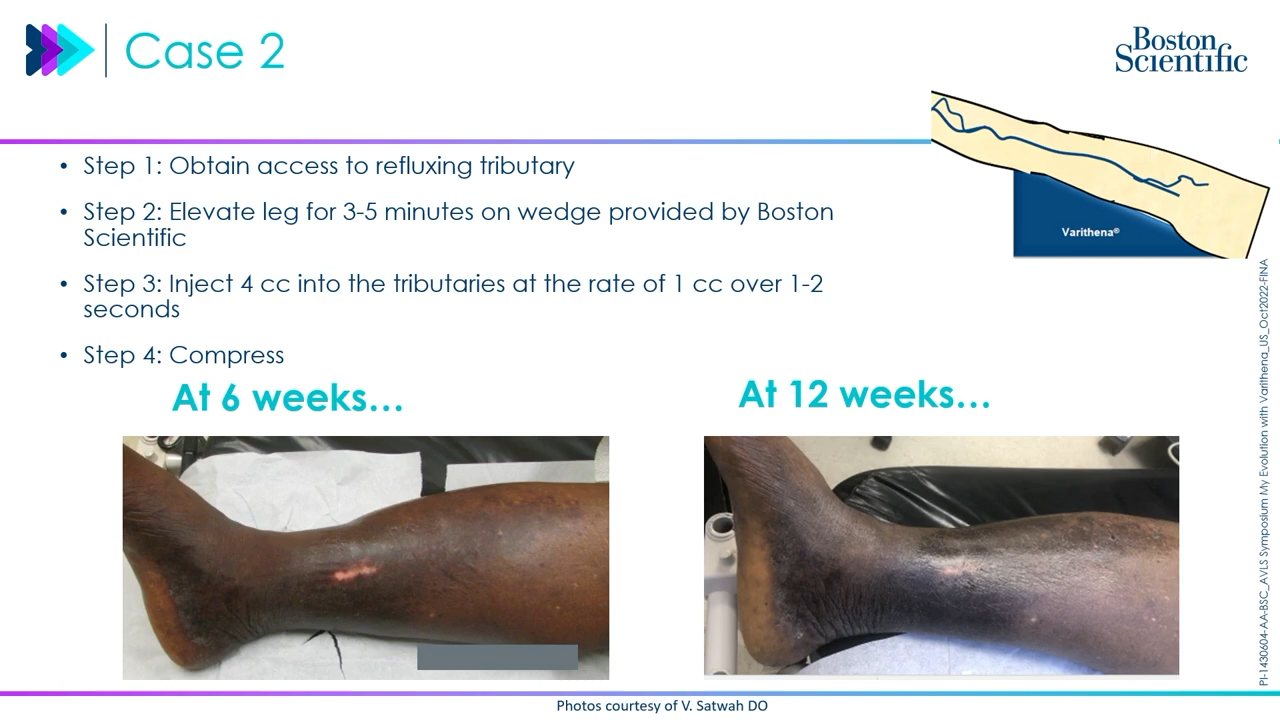 Case 2
Boston
Scientific
• Step 1: Obtain access to refluxing tributary
• Step 2: Elevate leg for 3-5 minutes on wedge provided by Boston
Scientific
• Step 3: Inject 4 cc into the tributaries at the rate of 1 cc over 1-2
seconds
• Step 4: Compress
Varithena®
At 6 weeks...
At 12 weeks...
PI-1430604-AA-BSC_AVLS Symposium My Evolution with Varithena_US_Oct2022-FINA
Photos courtesy of V. Satwah DO